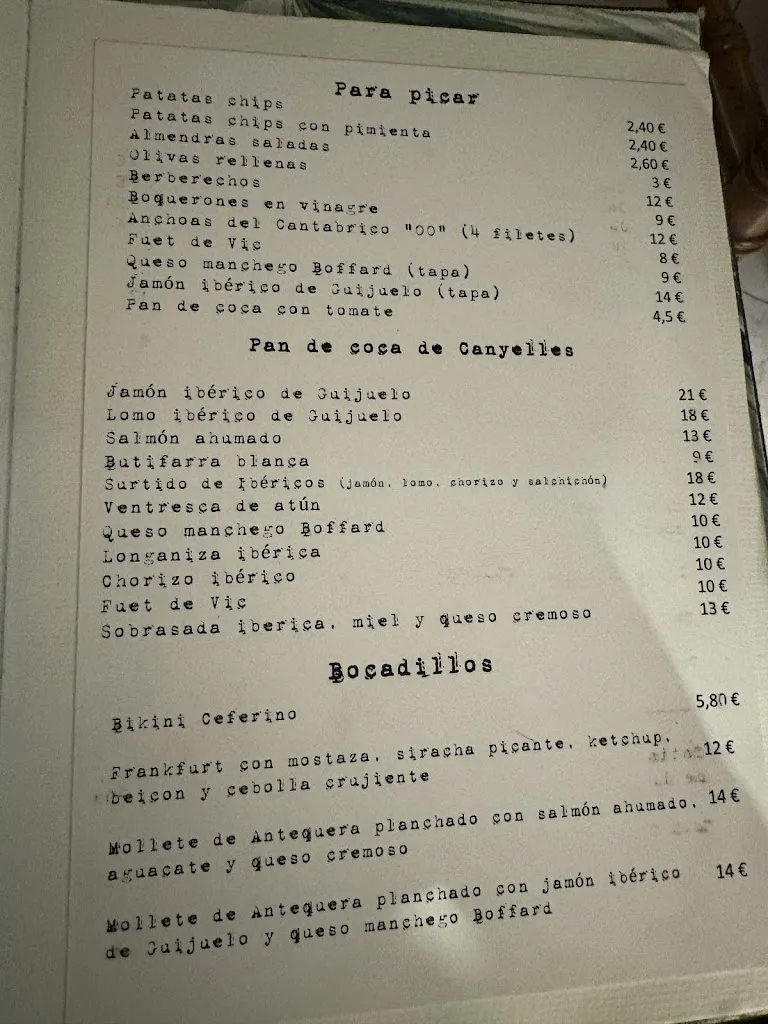 Para picar
Patatas chips 2,40 €
Patatas chips con pimienta 2,40 €
Almendras saladas 2,60 €
Olivas rellenas 3 €
Berberechos 12 €
Boquerones en vinagre 9 €
Anchoas del Cantabrico "OO" (4 filetes) 12 €
Fuet de Vic 8 €
Queso manchego Boffard (tapa) 9 €
Jamón ibérico de Guijuelo (tapa) 14 €
Pan de coca con tomate 4,5 €
Pan de coca de Canyelles
Jamón ibérico de Guijuelo 21 €
Lomo ibérico de Guijuelo 18 €
Salmón ahumado 13 €
Butifarra blanca 9 €
Surtido de Ibéricos (jamón, lomo, chorizo y salchichón) 18 €
Ventresca de atún 12 €
Queso manchego Boffard 10 €
Longaniza ibérica 10 €
Chorizo ibérico 10 €
Fuet de Vic 10 €
Sobrasada iberica, miel y queso cremoso 13 €
Bocadillos
Bikini Ceferino 5,80 €
Frankfurt con mostaza, siracha picante, ketchup, 12 €
beicon y cebolla crujiente
Mollete de Antequera planchado con salmón ahumado, 14 €
aguacate y queso cremoso
Mollete de Antequera planchado con jamón ibérico 14 €
de Guijuelo y queso manchego Boffard